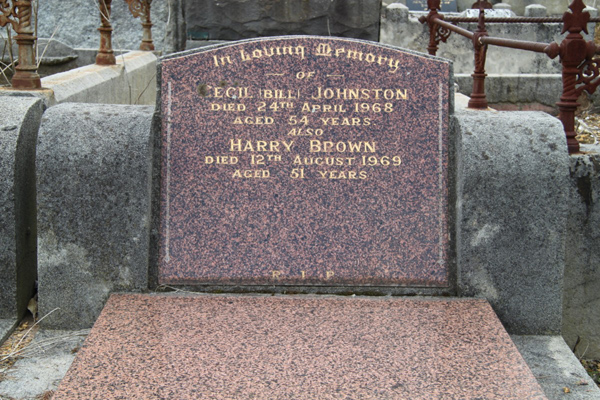 In Loving Memory
OF
CECIL (BILL) JOHNSTON
DIED 24TH APRIL 1968
AGED 54 YEARS
ALSO
HARRY BROWN
DIED 12TH AUGUST 1969
AGED 51 YEARS
R.I.P.